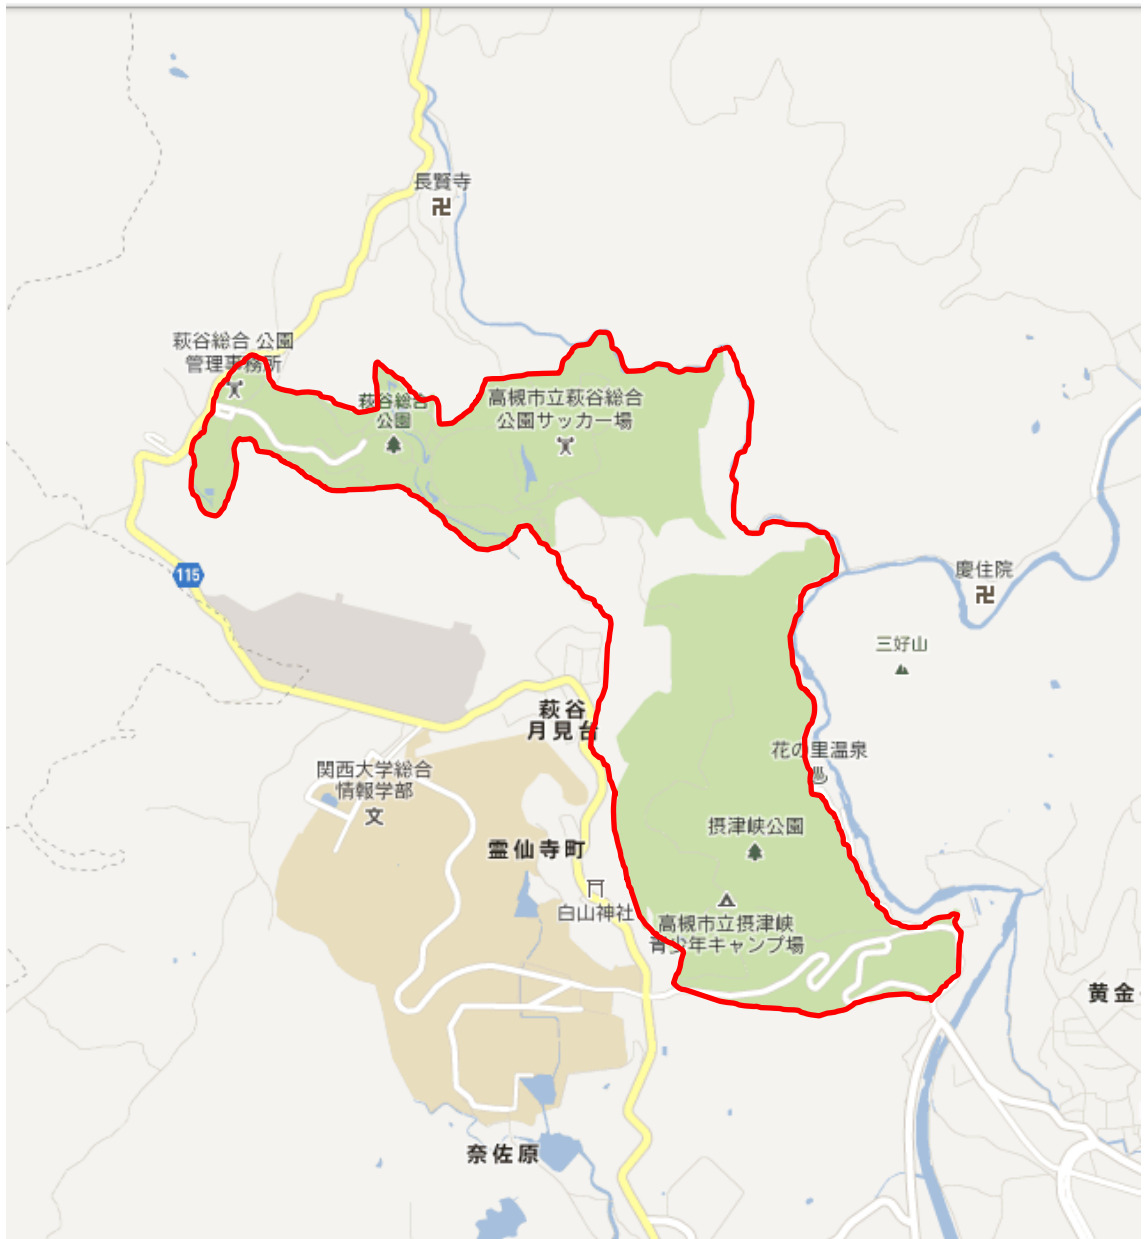 長賢寺
萩谷総合 公園
管理事務所
萩谷総合
公園
高槻市立萩谷総合
公園サッカー場
115
慶住院
三好山
萩谷
月見台
花の里温泉
関西大学総合
情報学部
文
摂津峡公園
霊仙寺町
白山神社
高槻市立摂津峡
青少年キャンプ場
黄金
奈佐原